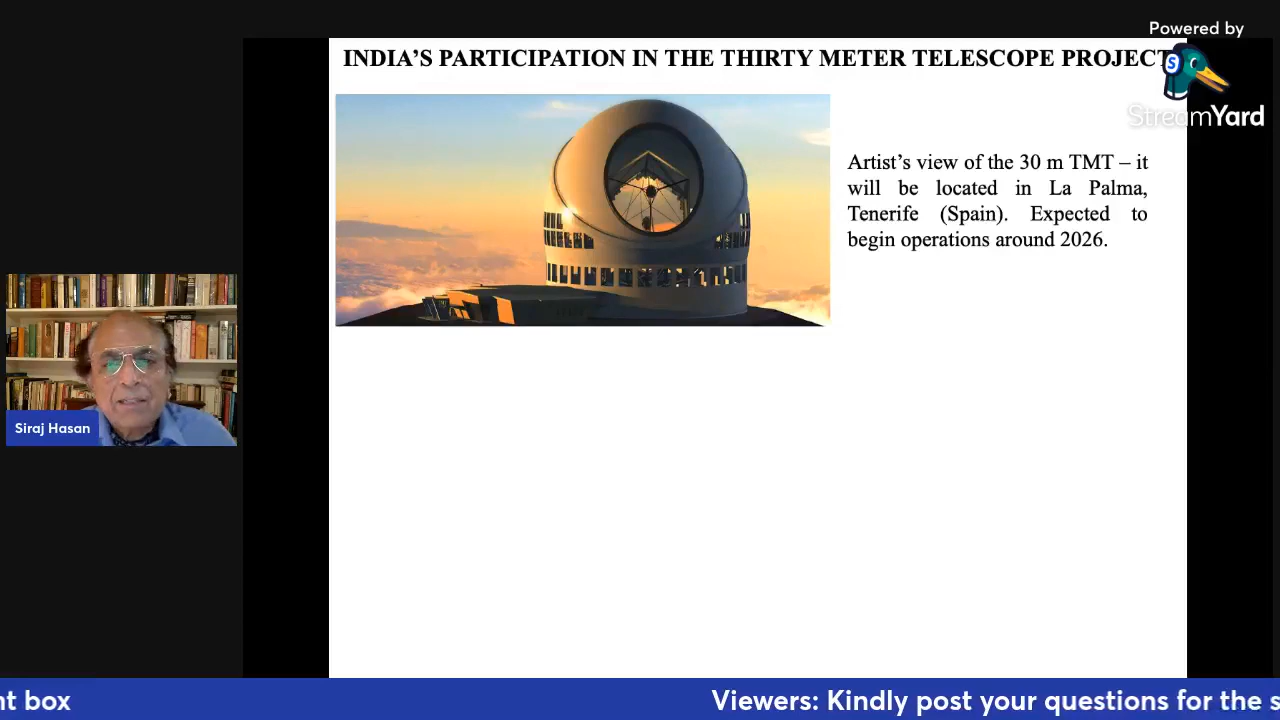 Powered by
StreamYard
INDIA’S PARTICIPATION IN THE THIRTY METER TELESCOPE PROJECT
S
Artist’s view of the 30 m TMT – it
will be located in La Palma,
Tenerife (Spain). Expected to
begin operations around 2026.
Siraj Hasan
nt box
Viewers: Kindly post your questions for the s